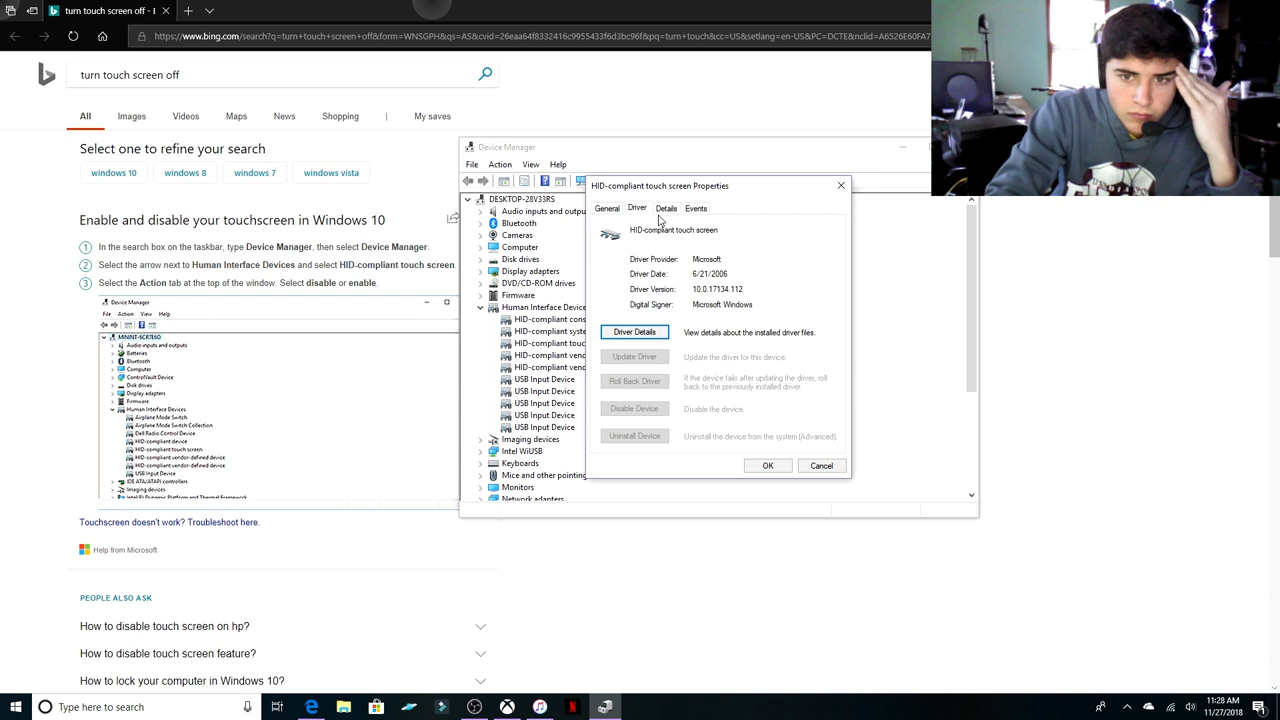 turn touch screen off - 
https://www.bing.com/search?q=turn+touch+screen+off&form=WNSGPH&qs=AS&cvid=26eaa64f8332416c9955433f6d3bc96f&pq=turn+touch&cc=US&setlang=en-US&PC=DCTE&nclid=A6526E60FA7
turn touch screen off
All Images Videos Maps News Shopping | My saves
Select one to refine your search
windows 10 windows 8 windows 7 windows vista
Enable and disable your touchscreen in Windows 10
1 In the search box on the taskbar, type Device Manager, then select Device Manager.
2 Select the arrow next to Human Interface Devices and select HID-compliant touch screen.
3 Select the Action tab at the top of the window. Select disable or enable.
Device Manager
File Action View Help
MININT-6CR7E6O
Audio inputs and outputs
Batteries
Bluetooth
Computer
ControlVault Device
Disk drives
Display adapters
Firmware
Human Interface Devices
Airplane Mode Switch
Airplane Mode Switch Collection
Dell Radio Control Device
HID-compliant device
HID-compliant touch screen
HID-compliant vendor-defined device
HID-compliant vendor-defined device
USB Input Device
IDE ATA/ATAPI controllers
Imaging devices
Intel(R) Dynamic Platform and Thermal Framework
Touchscreen doesn't work? Troubleshoot here.
Help from Microsoft
PEOPLE ALSO ASK
How to disable touch screen on hp?
How to disable touch screen feature?
How to lock your computer in Windows 10?
Device Manager
File Action View Help
DESKTOP-28V33RS
Audio inputs and outpu
Bluetooth
Cameras
Computer
Disk drives
Display adapters
DVD/CD-ROM drives
Firmware
Human Interface Device
HID-compliant cons
HID-compliant syste
HID-compliant touc
HID-compliant vend
HID-compliant vend
USB Input Device
USB Input Device
USB Input Device
USB Input Device
USB Input Device
Imaging devices
Intel WiUSB
Keyboards
Mice and other pointing
Monitors
Network adapters
HID-compliant touch screen Properties
General Driver Details Events
HID-compliant touch screen
Driver Provider: Microsoft
Driver Date: 6/21/2006
Driver Version: 10.0.17134.112
Digital Signer: Microsoft Windows
Driver Details View details about the installed driver files.
Update Driver Update the driver for this device.
Roll Back Driver If the device fails after updating the driver, roll
back to the previously installed driver.
Disable Device Disable the device.
Uninstall Device Uninstall the device from the system (Advanced).
OK Cancel
Type here to search
11:28 AM
11/27/2018